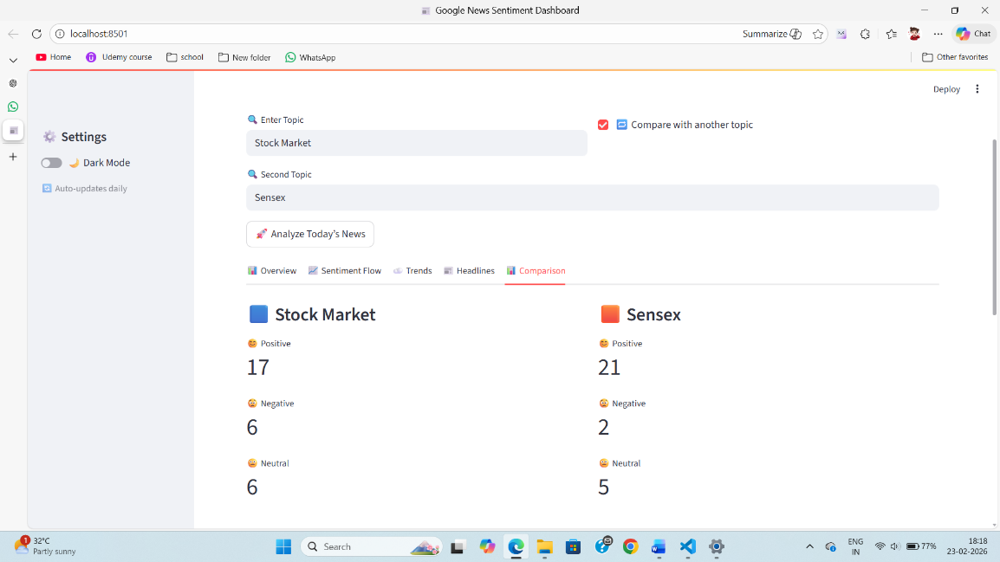 Google News Sentiment Dashboard
localhost:8501
Summarize
Chat
Home
Udemy course
school
New folder
WhatsApp
Other favorites
Deploy
Settings
Dark Mode
Auto-updates daily
Enter Topic
Compare with another topic
Stock Market
Second Topic
Sensex
Analyze Today’s News
Overview
Sentiment Flow
Trends
Headlines
Comparison
Stock Market
Sensex
Positive
Positive
17
21
Negative
Negative
6
2
Neutral
Neutral
6
5
1
32°C
Partly sunny
Search
ENG
IN
77%
18:18
23-02-2026